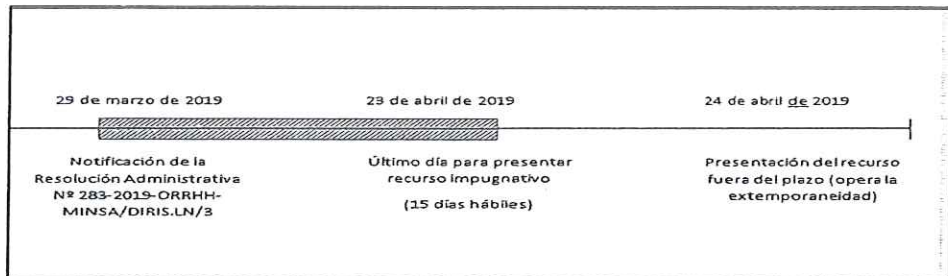 29 de marzo de 2019
23 de abril de 2019
24 de abril de 2019
Notificación de la
Resolución Administrativa
Nº 283-2019-ORRHH-
MINSA/DIRIS.LN/3
Último día para presentar
recurso impugnativo
(15 días hábiles)
Presentación del recurso
fuera del plazo (opera la
extemporaneidad)